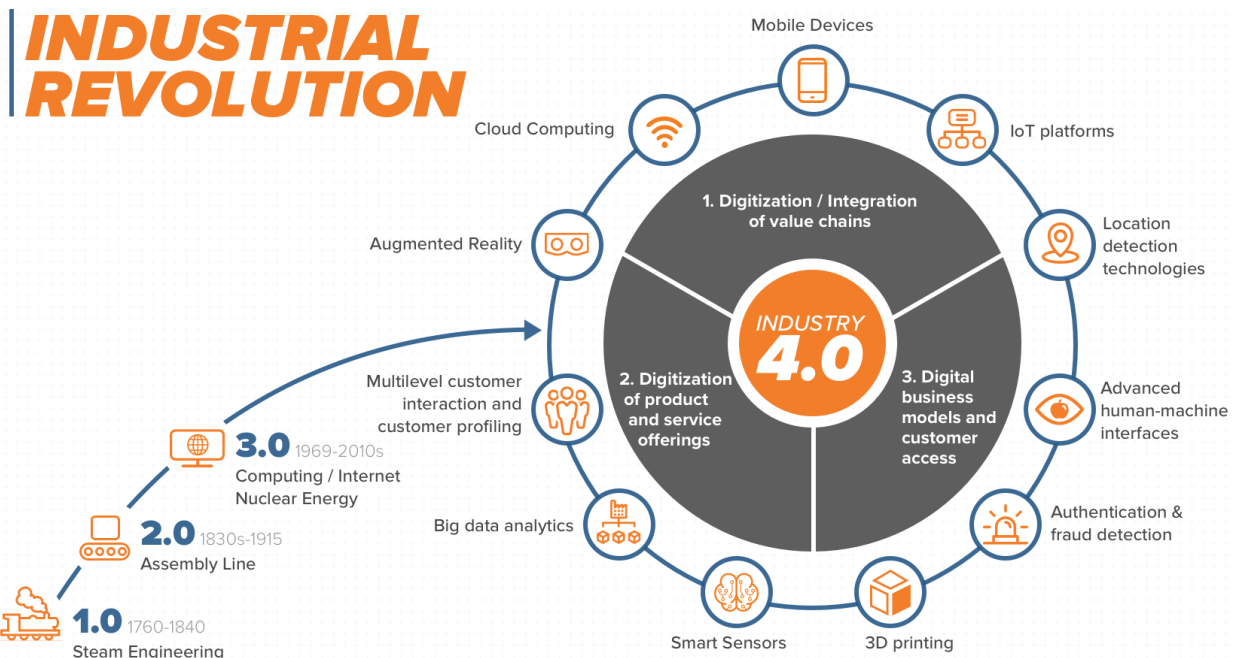 INDUSTRIAL
REVOLUTION
Mobile Devices
Cloud Computing
IoT platforms
Augmented Reality
Location
detection
technologies
1. Digitization / Integration
of value chains
INDUSTRY
4.0
2. Digitization
of product
and service
offerings
3. Digital
business
models and
customer
access
Multilevel customer
interaction and
customer profiling
Advanced
human-machine
interfaces
Big data analytics
Authentication &
fraud detection
Smart Sensors
3D printing
3.0 1969-2010s
Computing / Internet
Nuclear Energy
2.0 1830s-1915
Assembly Line
1.0 1760-1840
Steam Engineering